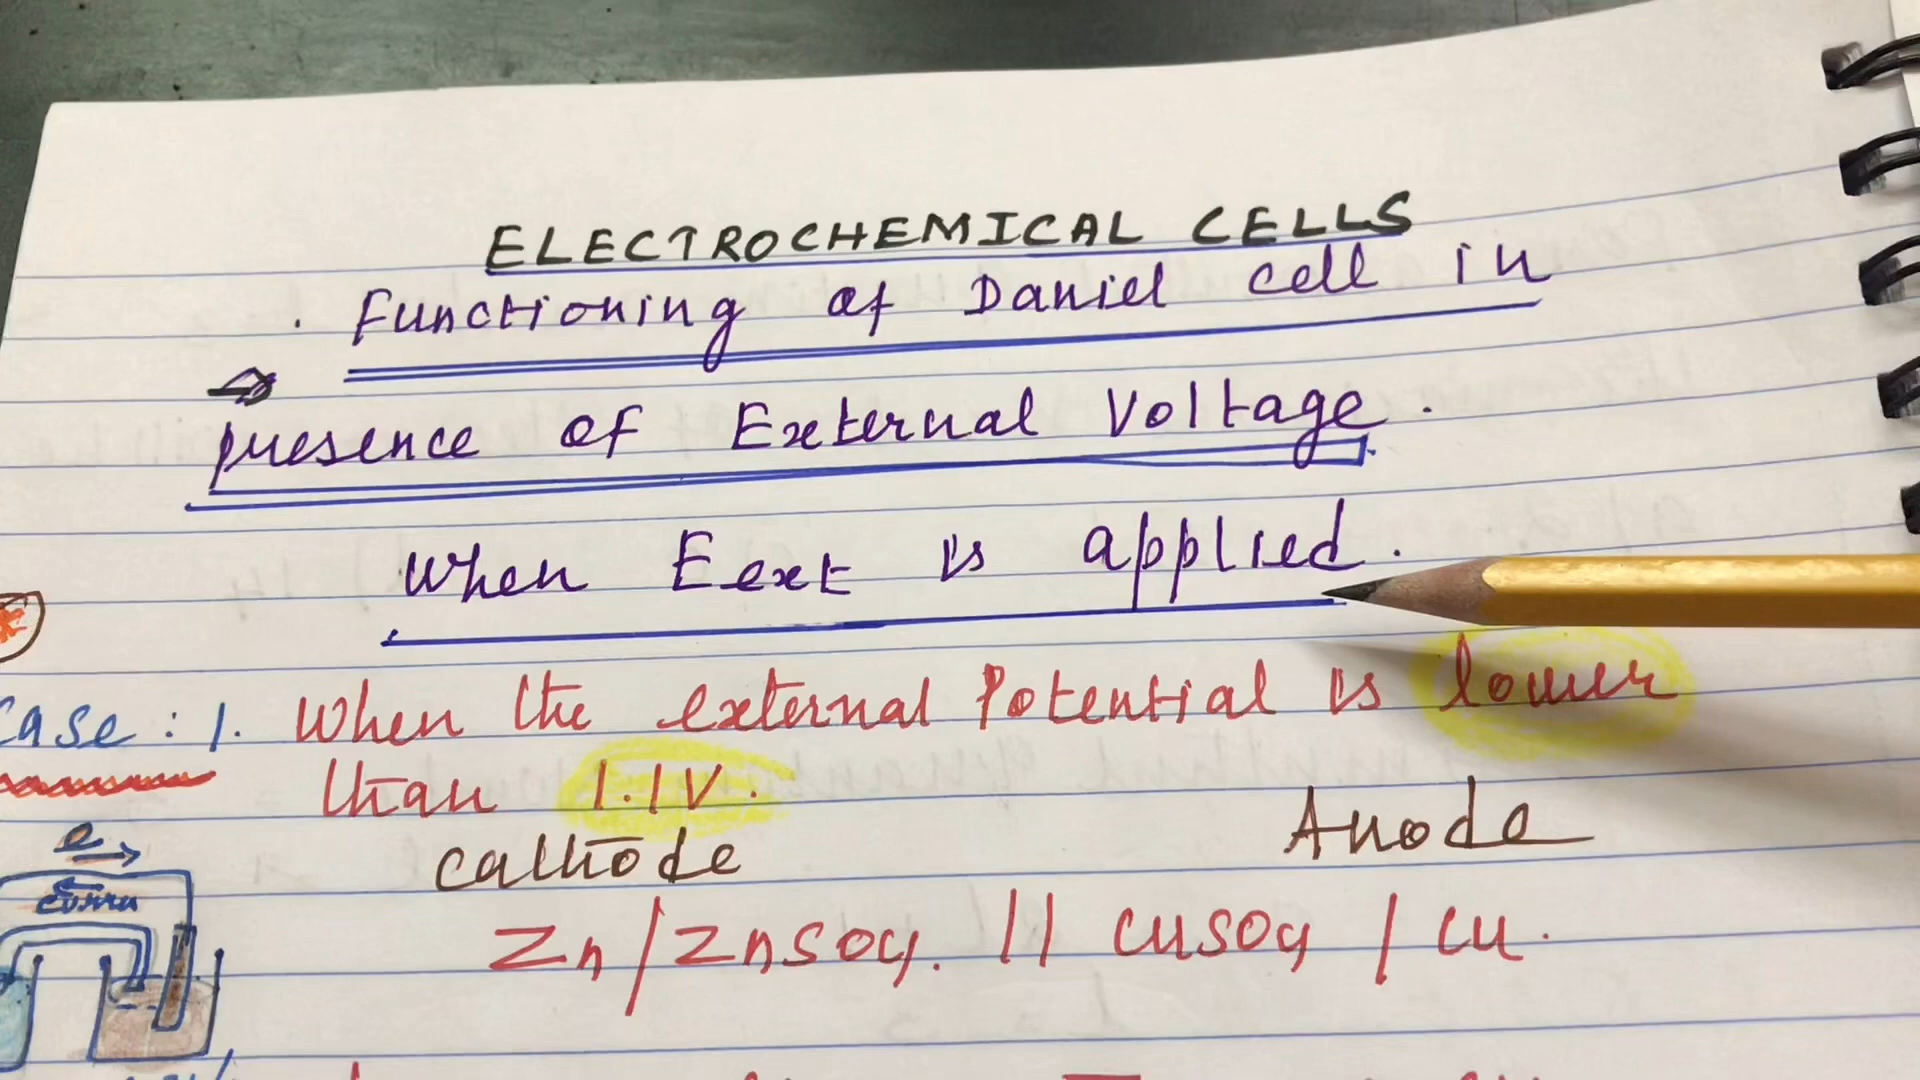 ELECTROCHEMICAL CELLS
. Functioning of Daniel cell in
presence of External Voltage.
When Eext is applied.
Case: 1. When the external Potential is lower
than 1.1V.
Cathode Anode
e
Zn/ZnSO4. || CuSO4 / Cu.